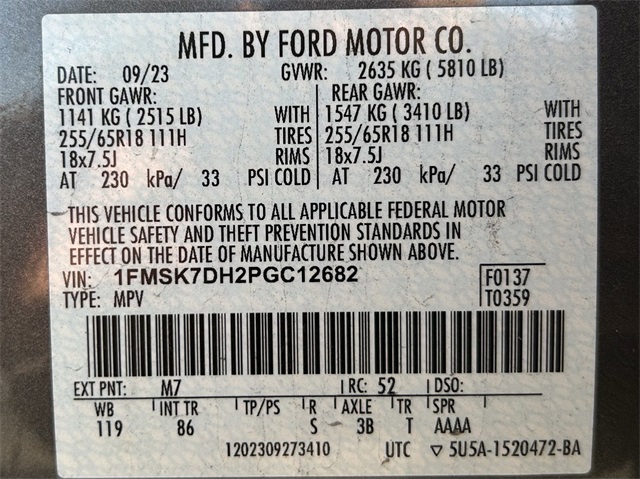 MFD. BY FORD MOTOR CO.
DATE: 09/23 GVWR: 2635 KG ( 5810 LB)
FRONT GAWR: REAR GAWR:
1141 KG ( 2515 LB) WITH 1547 KG ( 3410 LB) WITH
255/65R18 111H TIRES 255/65R18 111H TIRES
18x7.5J RIMS 18x7.5J RIMS
AT 230 kPa/ 33 PSI COLD AT 230 kPa/ 33 PSI COLD
THIS VEHICLE CONFORMS TO ALL APPLICABLE FEDERAL MOTOR
VEHICLE SAFETY AND THEFT PREVENTION STANDARDS IN
EFFECT ON THE DATE OF MANUFACTURE SHOWN ABOVE.
VIN: 1FMSK7DH2PGC12682 F0137
TYPE: MPV T0359
EXT PNT: M7 RC: 52 DSO:
WB INT TR TP/PS R AXLE TR SPR
119 86 S 3B T AAAA
1202309273410 UTC ▽ 5U5A-1520472-BA